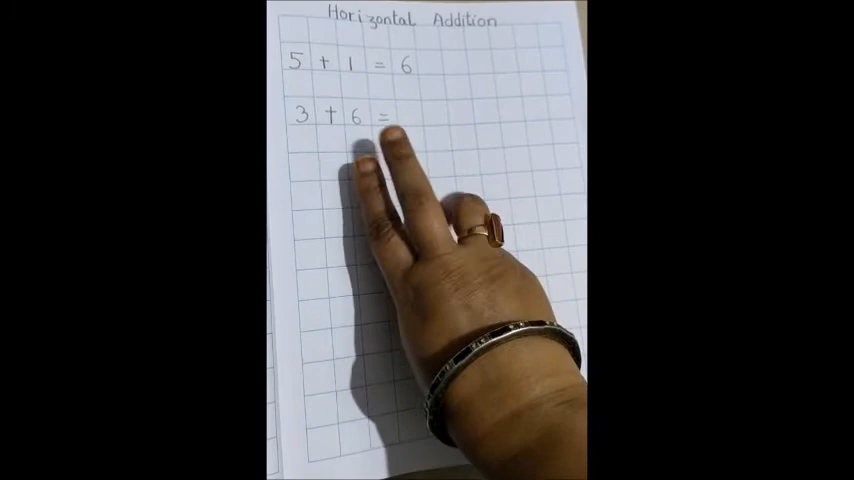 Horizontal Addition
5 + 1 = 6
3 + 6 =